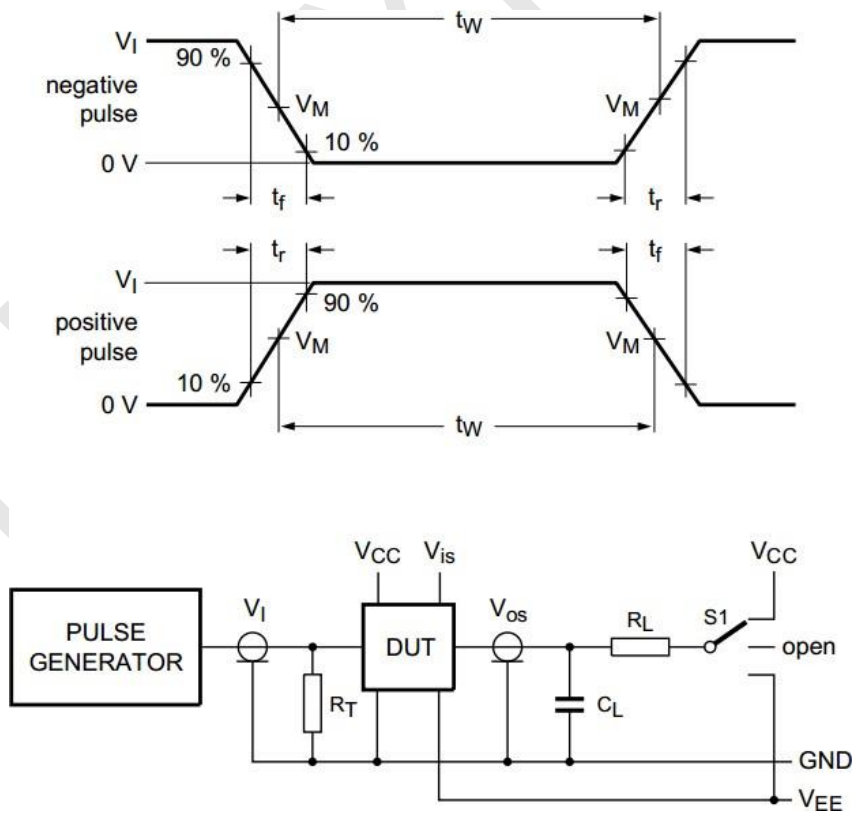 tW
VI
90 %
negative
pulse
VM
VM
10 %
0 V
tf
tr
tr
tf
VI
90 %
positive
pulse
VM
VM
10 %
0 V
tW
VCC
Vis
VCC
PULSE
GENERATOR
VI
DUT
Vos
RL
S1
open
RT
CL
GND
VEE